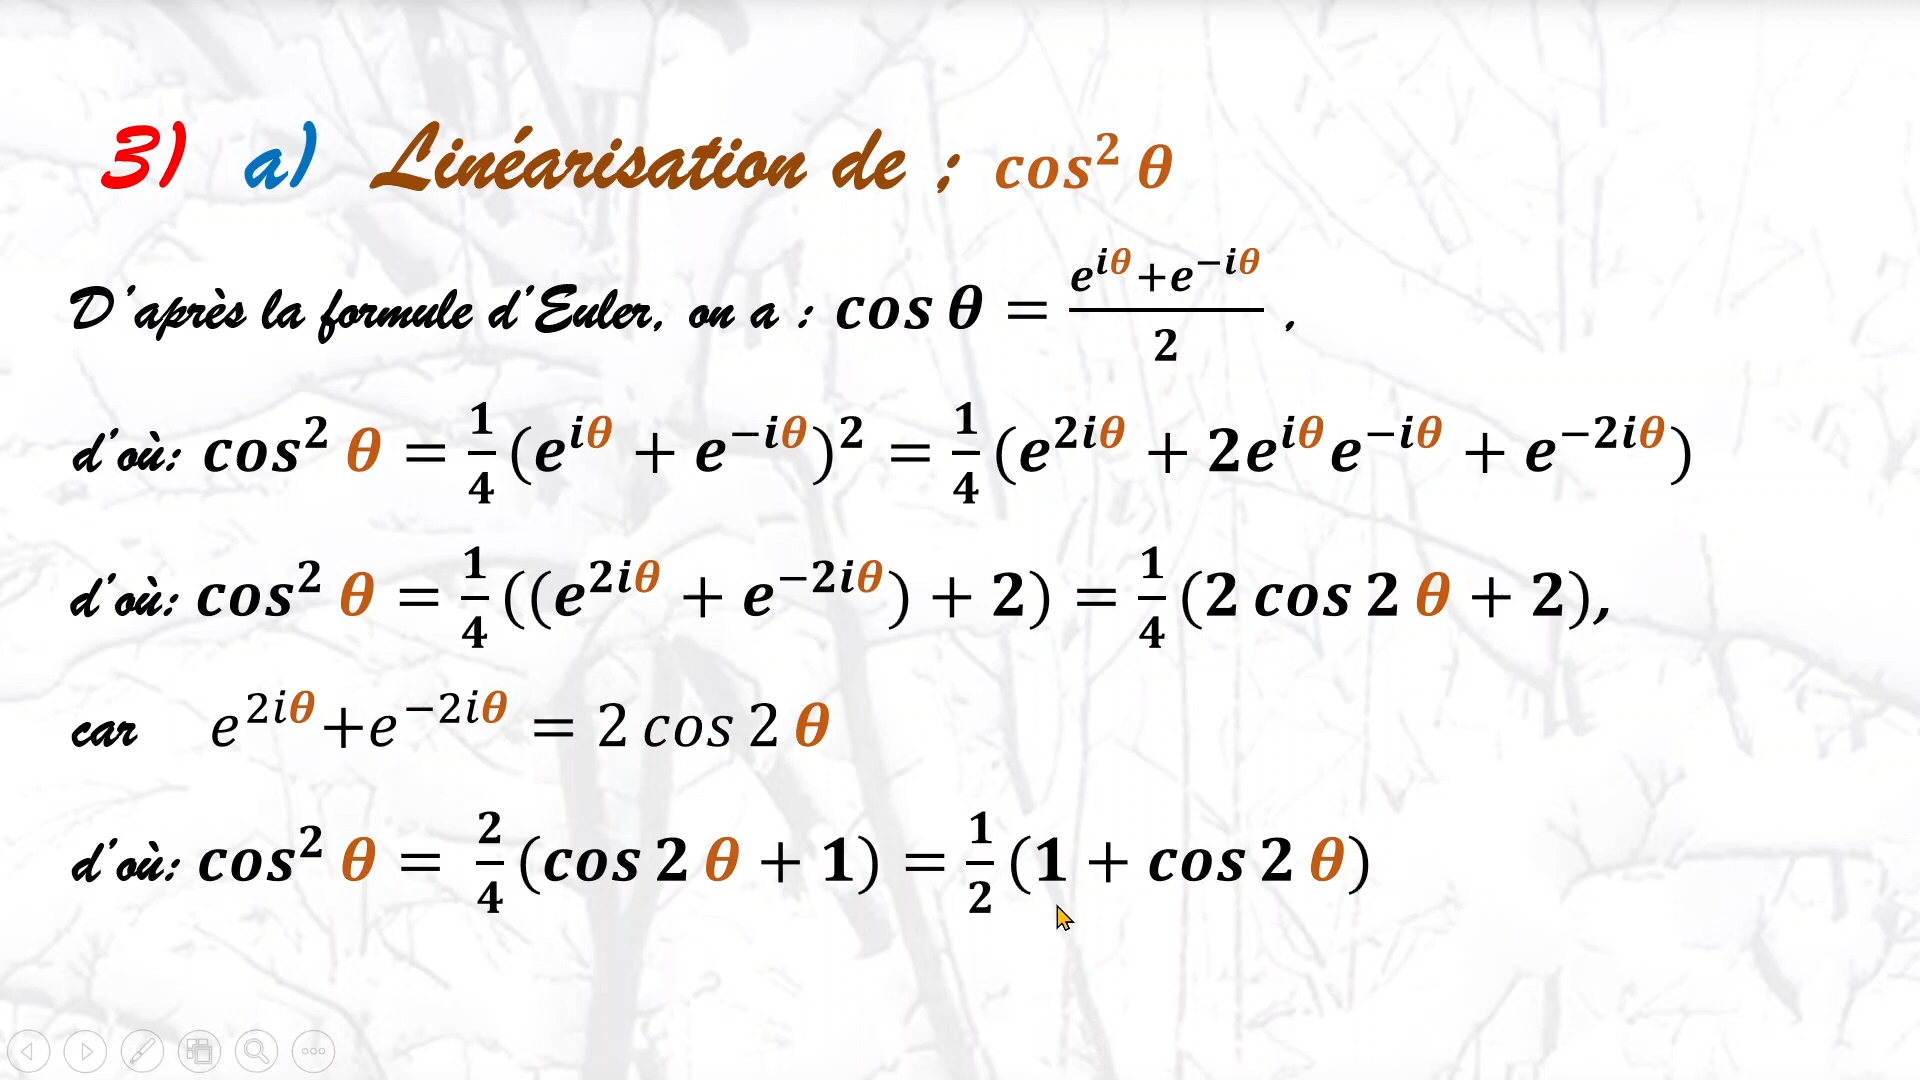 3) a) Linéarisation de : cos² θ
D'après la formule d'Euler, on a : cos θ = (e^{iθ}+e^{−iθ})/2 ,
d'où: cos² θ = 1/4 (e^{iθ} + e^{−iθ})² = 1/4 (e^{2iθ} + 2e^{iθ}e^{−iθ} + e^{−2iθ})
d'où: cos² θ = 1/4 ((e^{2iθ} + e^{−2iθ}) + 2) = 1/4 (2 cos 2 θ + 2),
car e^{2iθ}+e^{−2iθ} = 2 cos 2 θ
d'où: cos² θ = 2/4 (cos 2 θ + 1) = 1/2 (1 + cos 2 θ)